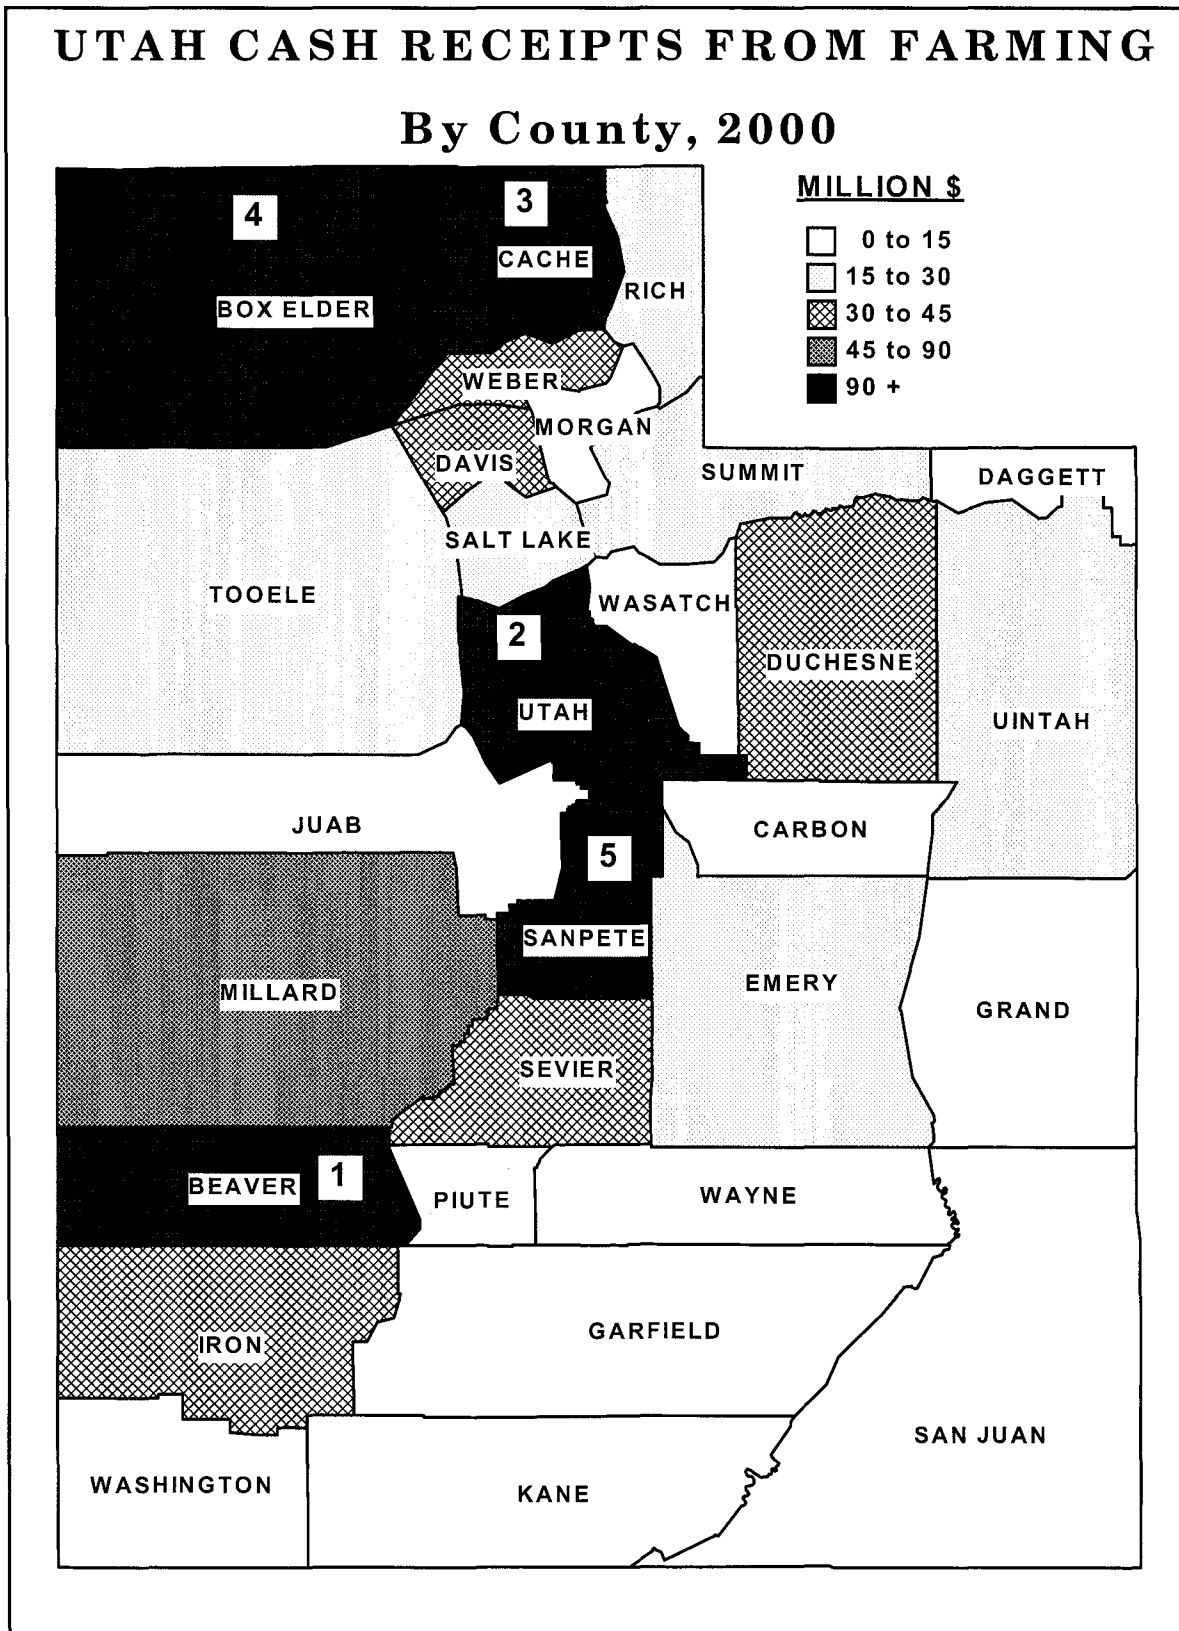 UTAH CASH RECEIPTS FROM FARMING
By County, 2000
MILLION $
0 to 15
15 to 30
30 to 45
45 to 90
90 +
4
3
CACHE
BOX ELDER
RICH
WEBER
MORGAN
DAVIS
SUMMIT
DAGGETT
SALT LAKE
TOOELE
WASATCH
2
DUCHESNE
UTAH
UINTAH
JUAB
CARBON
5
SANPETE
MILLARD
EMERY
GRAND
SEVIER
BEAVER
1
PIUTE
WAYNE
IRON
GARFIELD
SAN JUAN
WASHINGTON
KANE